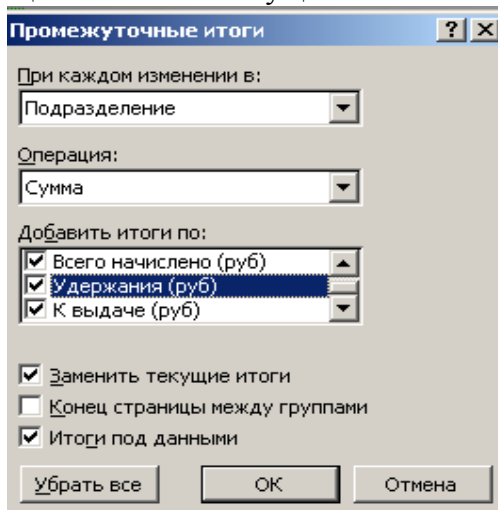 Промежуточные итоги
При каждом изменении в:
Подразделение
Операция:
Сумма
Добавить итоги по:
Всего начислено (руб)
Удержания (руб)
К выдаче (руб)
Заменить текущие итоги
Конец страницы между группами
Итоги под данными
Убрать все ОК Отмена